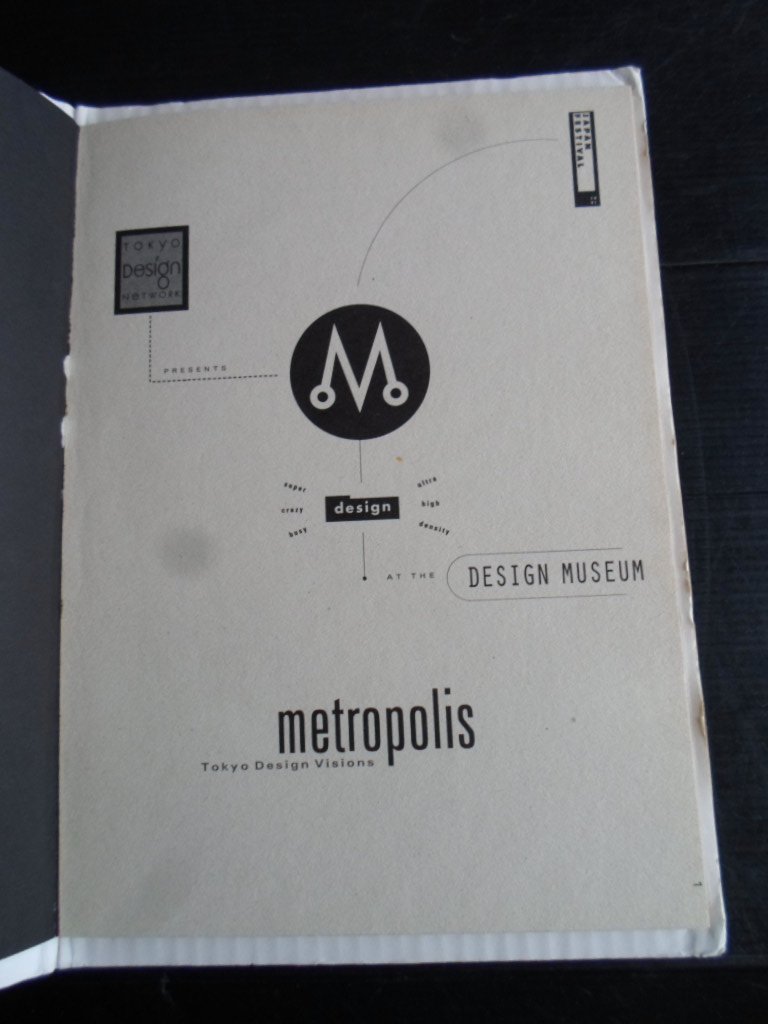 JAPAN
FESTIVAL
TOKYO
Design
NETWORK
PRESENTS
M
super
crazy
busy
design
ultra
high
density
AT THE
DESIGN MUSEUM
metropolis
Tokyo Design Visions
1